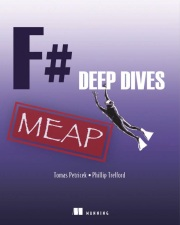 F# DEEP DIVES
MEAP
Tomas Petricek • Phillip Trelford
MANNING